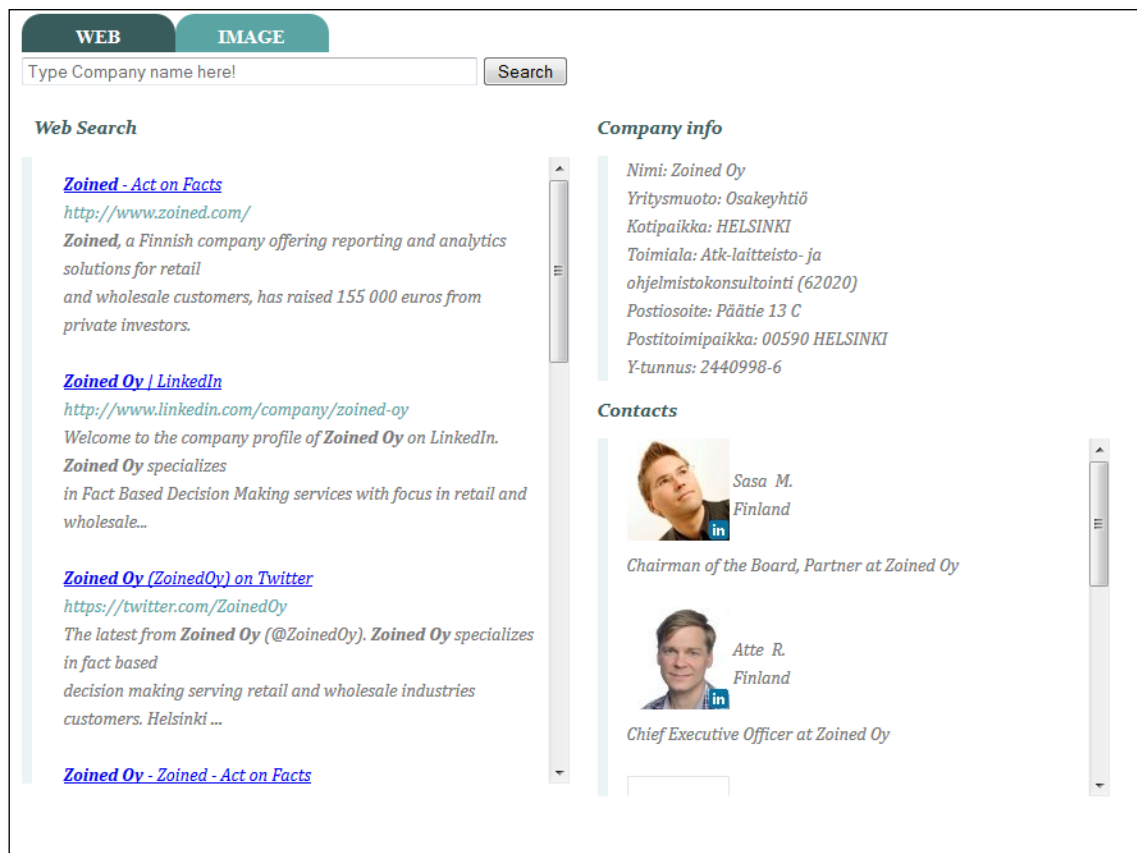 WEB
IMAGE
Type Company name here!
Search
Web Search
Zoined - Act on Facts
http://www.zoined.com/
Zoined, a Finnish company offering reporting and analytics
solutions for retail
and wholesale customers, has raised 155 000 euros from
private investors.
Zoined Oy | LinkedIn
http://www.linkedin.com/company/zoined-oy
Welcome to the company profile of Zoined Oy on LinkedIn.
Zoined Oy specializes
in Fact Based Decision Making services with focus in retail and
wholesale...
Zoined Oy (ZoinedOy) on Twitter
https://twitter.com/ZoinedOy
The latest from Zoined Oy (@ZoinedOy). Zoined Oy specializes
in fact based
decision making serving retail and wholesale industries
customers. Helsinki ...
Zoined Oy - Zoined - Act on Facts
Company info
Nimi: Zoined Oy
Yritysmuoto: Osakeyhtiö
Kotipaikka: HELSINKI
Toimiala: Atk-laitteisto- ja
ohjelmistokonsultointi (62020)
Postiosoite: Päätie 13 C
Postitoimipaikka: 00590 HELSINKI
Y-tunnus: 2440998-6
Contacts
Sasa M.
Finland
in
Chairman of the Board, Partner at Zoined Oy
Atte R.
Finland
in
Chief Executive Officer at Zoined Oy